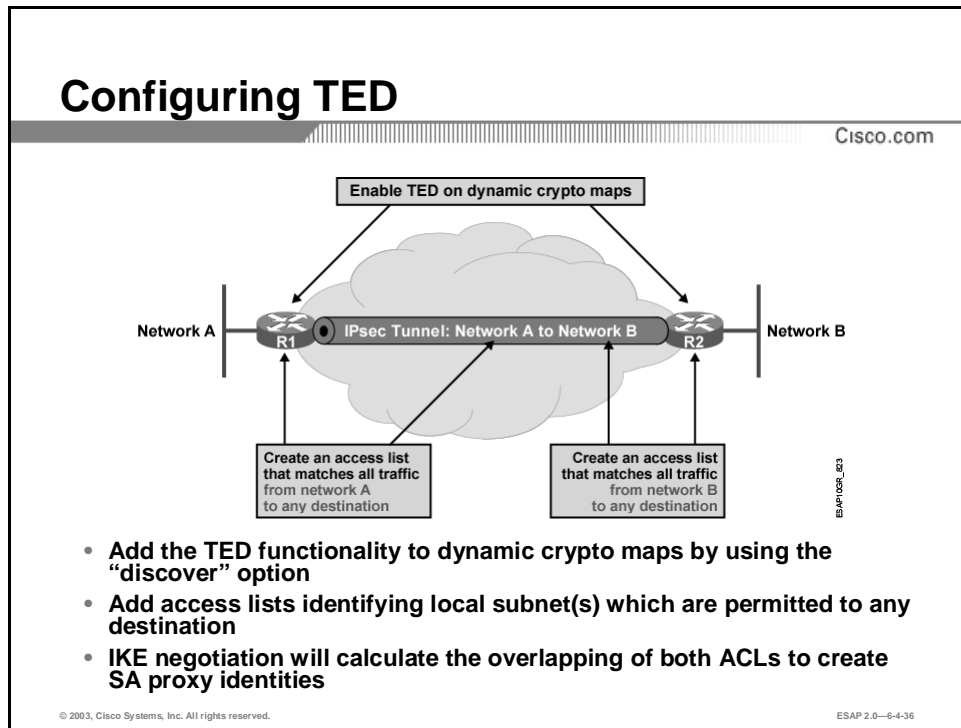 Configuring TED
Cisco.com
Enable TED on dynamic crypto maps
Network A
R1
IPsec Tunnel: Network A to Network B
R2
Network B
Create an access list
that matches all traffic
from network A
to any destination
Create an access list
that matches all traffic
from network B
to any destination
ESAP10GR_823
• Add the TED functionality to dynamic crypto maps by using the
“discover” option
• Add access lists identifying local subnet(s) which are permitted to any
destination
• IKE negotiation will calculate the overlapping of both ACLs to create
SA proxy identities
© 2003, Cisco Systems, Inc. All rights reserved.
ESAP 2.0—6-4-36